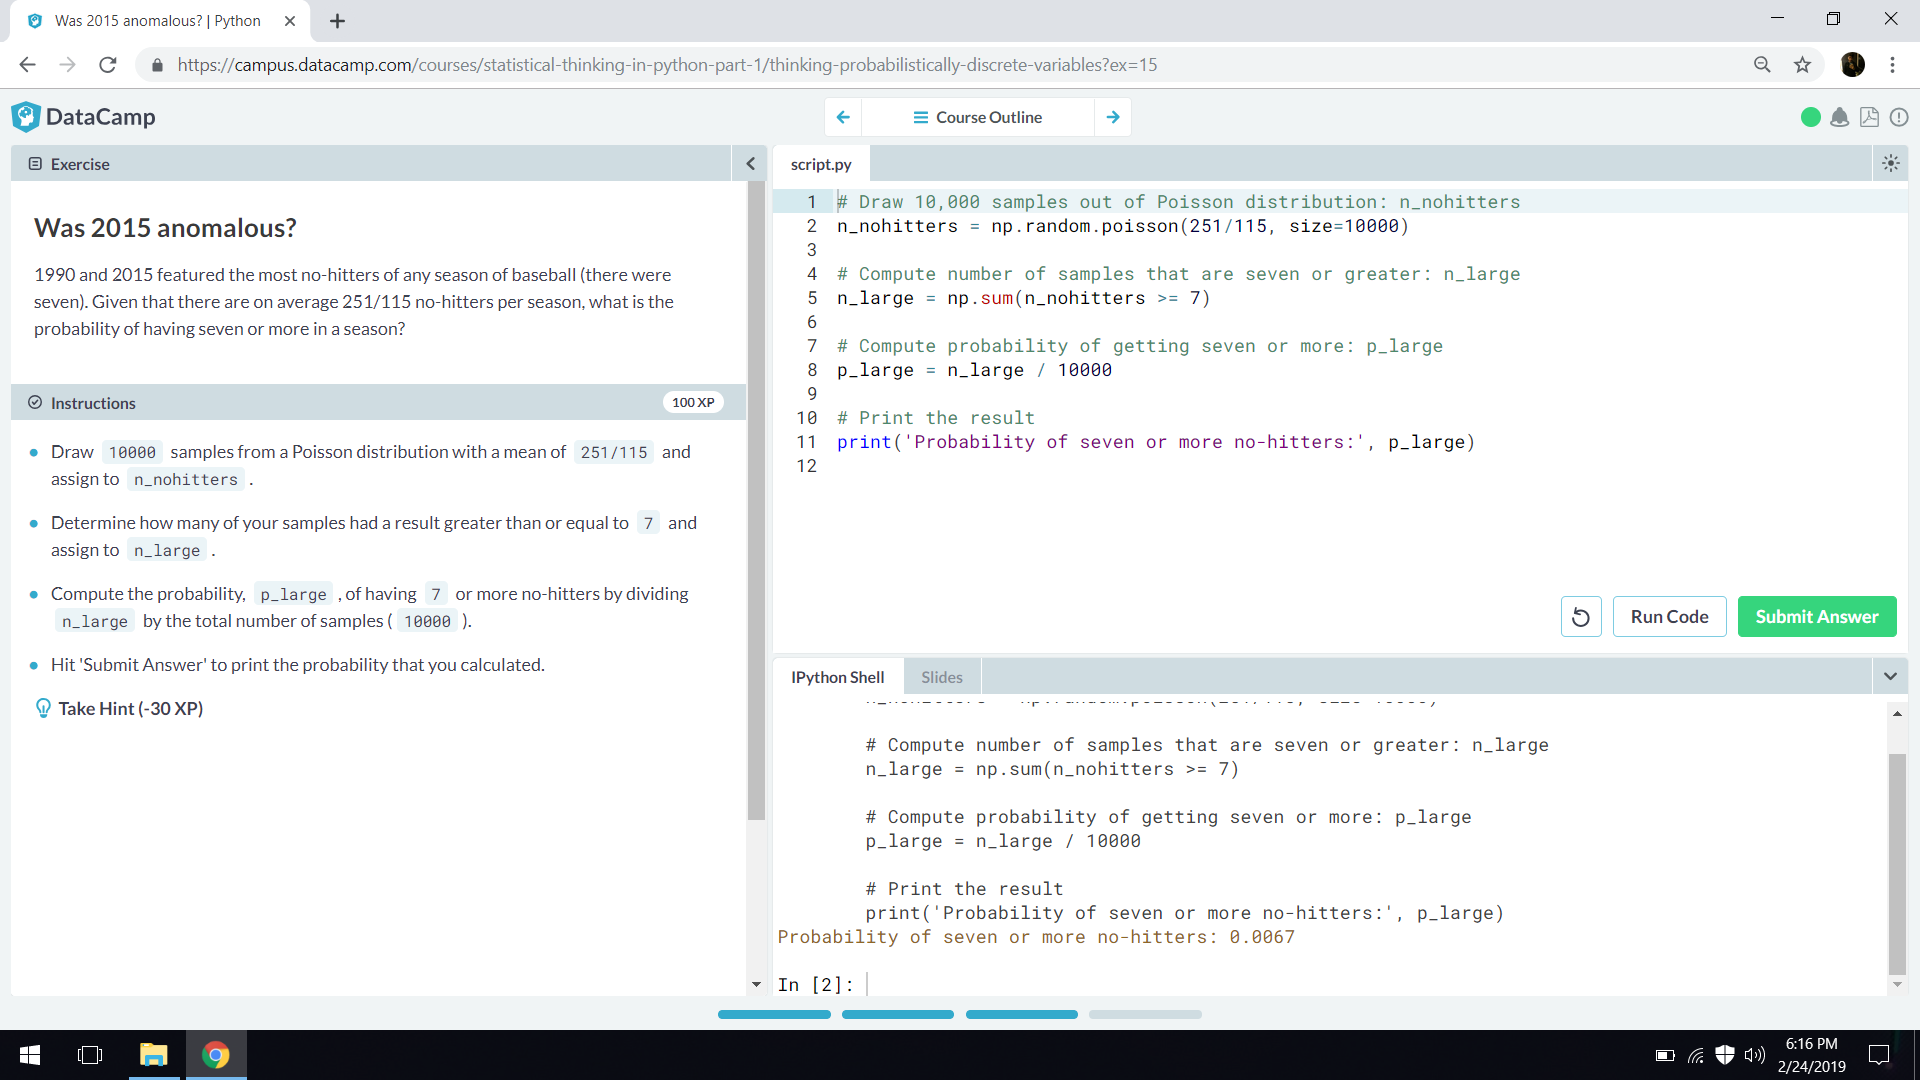 Was 2015 anomalous? | Python
https://campus.datacamp.com/courses/statistical-thinking-in-python-part-1/thinking-probabilistically-discrete-variables?ex=15
DataCamp
Course Outline
Exercise
Was 2015 anomalous?
1990 and 2015 featured the most no-hitters of any season of baseball (there were
seven). Given that there are on average 251/115 no-hitters per season, what is the
probability of having seven or more in a season?
Instructions
100 XP
Draw 10000 samples from a Poisson distribution with a mean of 251/115 and
assign to n_nohitters .
Determine how many of your samples had a result greater than or equal to 7 and
assign to n_large .
Compute the probability, p_large , of having 7 or more no-hitters by dividing
n_large by the total number of samples ( 10000 ).
Hit 'Submit Answer' to print the probability that you calculated.
Take Hint (-30 XP)
script.py
1 # Draw 10,000 samples out of Poisson distribution: n_nohitters
2 n_nohitters = np.random.poisson(251/115, size=10000)
3
4 # Compute number of samples that are seven or greater: n_large
5 n_large = np.sum(n_nohitters >= 7)
6
7 # Compute probability of getting seven or more: p_large
8 p_large = n_large / 10000
9
10 # Print the result
11 print('Probability of seven or more no-hitters:', p_large)
12
Run Code
Submit Answer
IPython Shell
Slides
# Compute number of samples that are seven or greater: n_large
n_large = np.sum(n_nohitters >= 7)
# Compute probability of getting seven or more: p_large
p_large = n_large / 10000
# Print the result
print('Probability of seven or more no-hitters:', p_large)
Probability of seven or more no-hitters: 0.0067
In [2]:
6:16 PM
2/24/2019